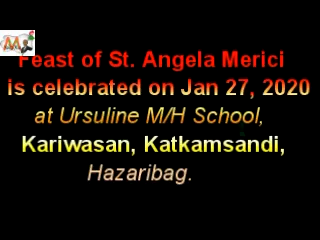 Feast of St. Angela Merici
is celebrated on Jan 27, 2020
at Ursuline M/H School,
Kariwasan, Katkamsandi,
Hazaribag.